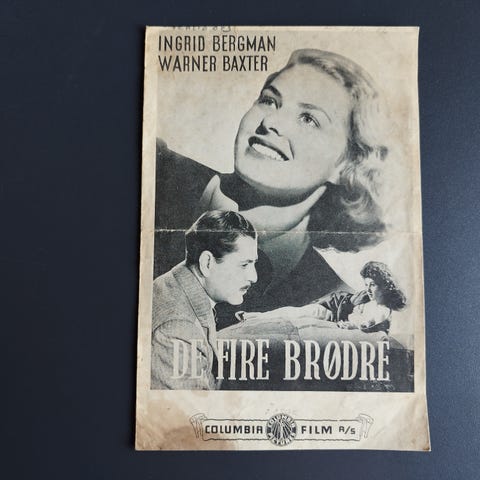 INGRID BERGMAN
WARNER BAXTER
DE FIRE BRØDRE
COLUMBIA FILM A/S